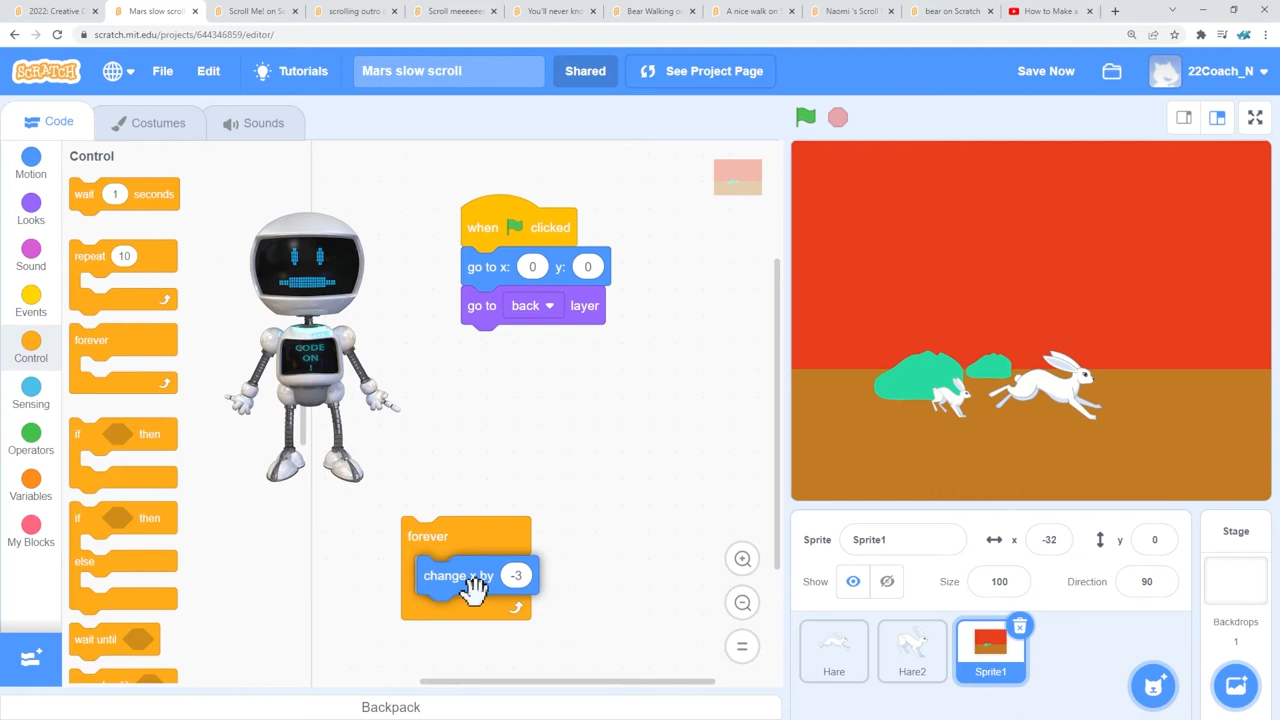 2022: Creative C
Mars slow scroll
Scroll Me! on Sc
scrolling outro a
Scroll meeeeee
You'll never kno
Bear Walking on
A nice walk on S
Naomi 's Scroll
bear on Scratch
How to Make a
scratch.mit.edu/projects/644346859/editor/
SCRATCH
File
Edit
Tutorials
Mars slow scroll
Shared
See Project Page
Save Now
22Coach_N
Code
Costumes
Sounds
Motion
Looks
Sound
Events
Control
Sensing
Operators
Variables
My Blocks
Control
wait 1 seconds
repeat 10
forever
if then
if then
else
wait until
CODE
ON
!
when clicked
go to x: 0 y: 0
go to back layer
forever
change x by -3
Backpack
Sprite
Sprite1
x -32
y 0
Show
Size 100
Direction 90
Hare
Hare2
Sprite1
Stage
Backdrops
1